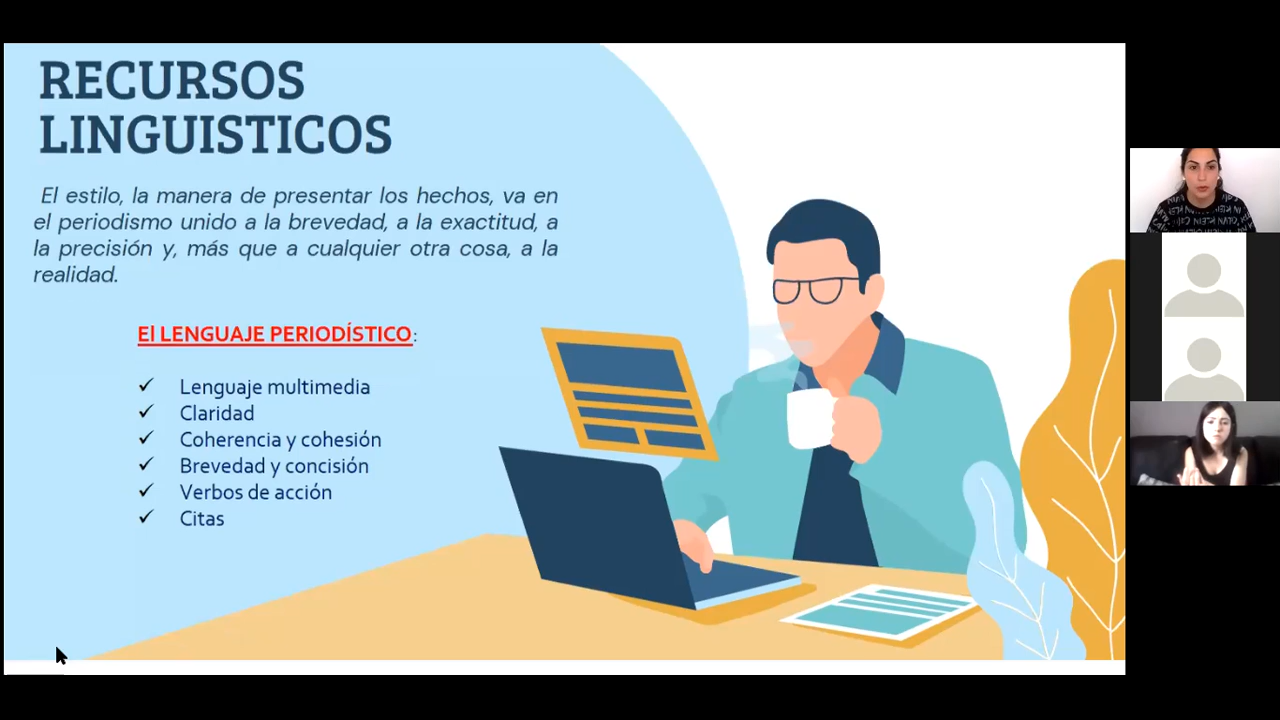 RECURSOS
LINGUISTICOS
El estilo, la manera de presentar los hechos, va en
el periodismo unido a la brevedad, a la exactitud, a
la precisión y, más que a cualquier otra cosa, a la
realidad.
El LENGUAJE PERIODÍSTICO:
✓ Lenguaje multimedia
✓ Claridad
✓ Coherencia y cohesión
✓ Brevedad y concisión
✓ Verbos de acción
✓ Citas